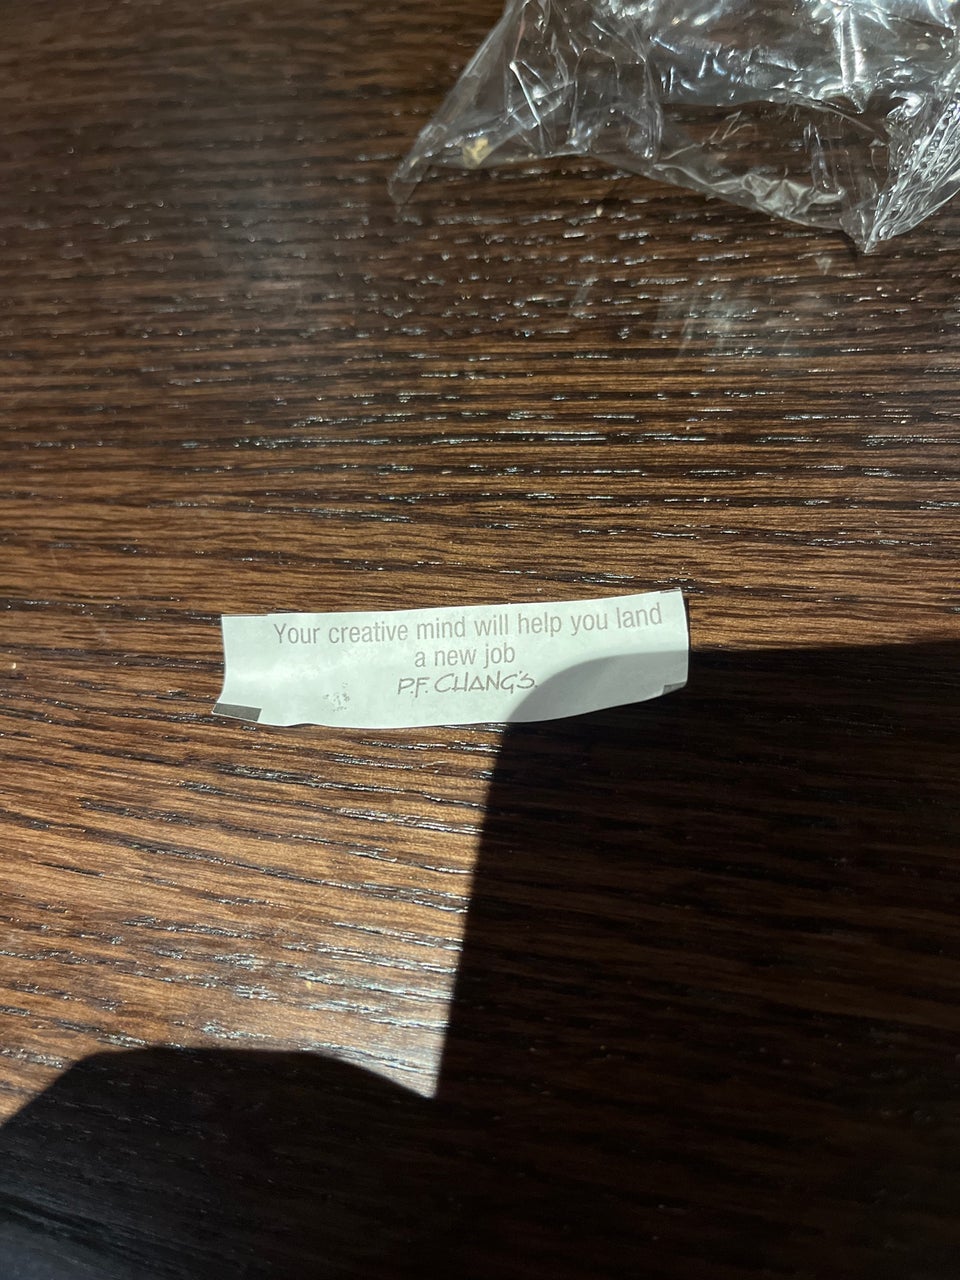 Your creative mind will help you land
a new job
P.F. CHANG'S.